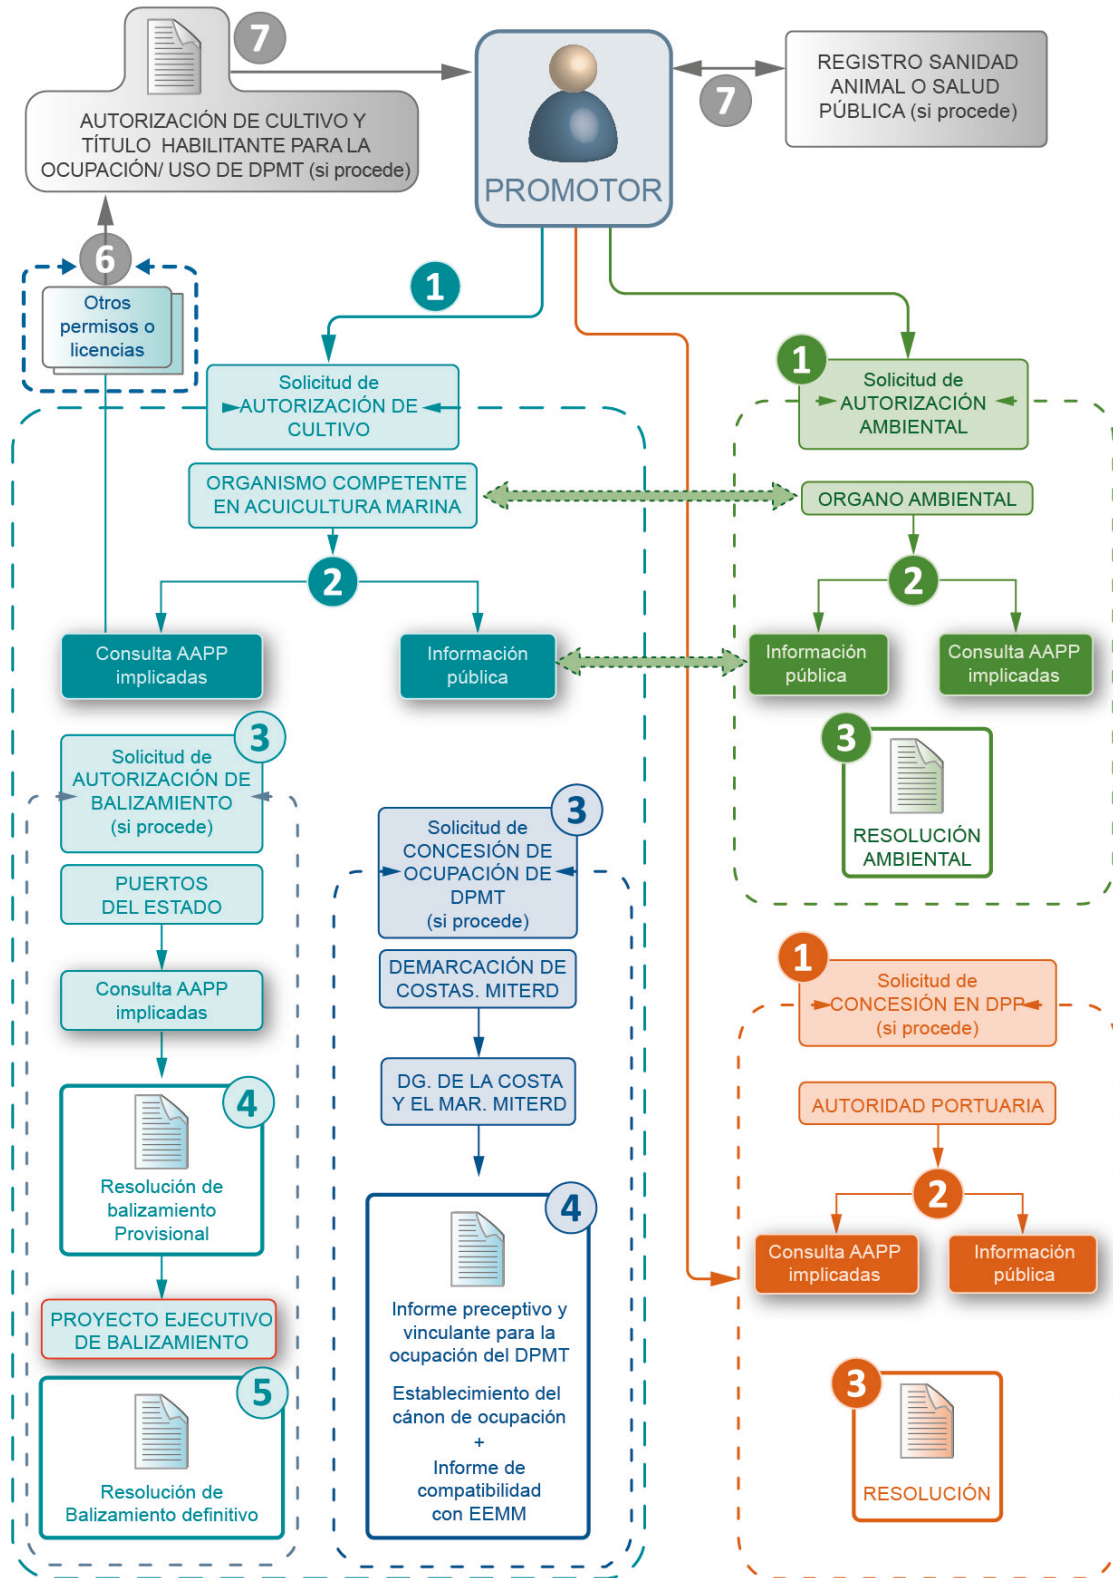 7
AUTORIZACIÓN DE CULTIVO Y
TÍTULO HABILITANTE PARA LA
OCUPACIÓN/ USO DE DPMT (si procede)
PROMOTOR
7
REGISTRO SANIDAD
ANIMAL O SALUD
PÚBLICA (si procede)
6
Otros
permisos o
licencias
1
Solicitud de
AUTORIZACIÓN DE
CULTIVO
ORGANISMO COMPETENTE
EN ACUICULTURA MARINA
2
Consulta AAPP
implicadas
Información
pública
1
Solicitud de
AUTORIZACIÓN
AMBIENTAL
ORGANO AMBIENTAL
2
Información
pública
Consulta AAPP
implicadas
3
RESOLUCIÓN
AMBIENTAL
3
Solicitud de
AUTORIZACIÓN DE
BALIZAMIENTO
(si procede)
PUERTOS
DEL ESTADO
Consulta AAPP
implicadas
4
Resolución de
balizamiento
Provisional
PROYECTO EJECUTIVO
DE BALIZAMIENTO
5
Resolución de
Balizamiento definitivo
3
Solicitud de
CONCESIÓN DE
OCUPACIÓN DE
DPMT
(si procede)
DEMARCACIÓN DE
COSTAS. MITERD
DG. DE LA COSTA
Y EL MAR. MITERD
4
Informe preceptivo y
vinculante para la
ocupación del DPMT
Establecimiento del
cánon de ocupación
+
Informe de
compatibilidad
con EEMM
1
Solicitud de
CONCESIÓN EN DPP
(si procede)
AUTORIDAD PORTUARIA
2
Consulta AAPP
implicadas
Información
pública
3
RESOLUCIÓN